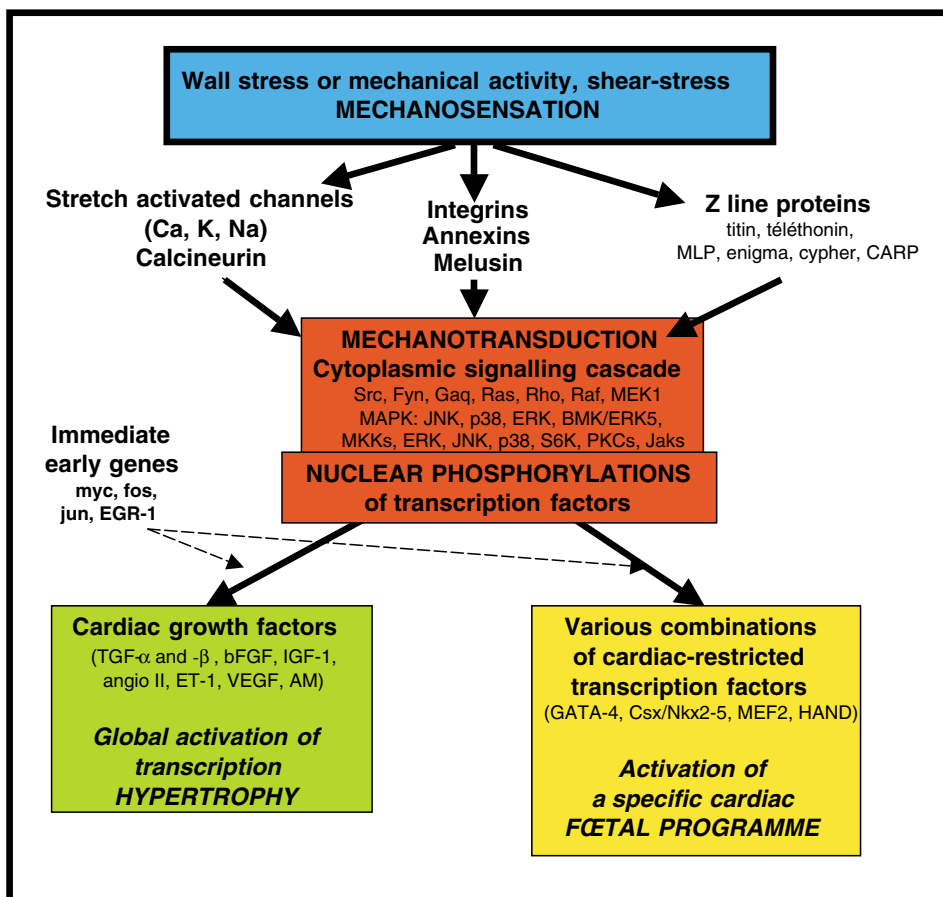 Wall stress or mechanical activity, shear-stress
MECHANOSENSATION
Stretch activated channels
(Ca, K, Na)
Calcineurin
Integrins
Annexins
Melusin
Z line proteins
titin, téléthonin,
MLP, enigma, cypher, CARP
MECHANOTRANSDUCTION
Cytoplasmic signalling cascade
Src, Fyn, Gaq, Ras, Rho, Raf, MEK1
MAPK: JNK, p38, ERK, BMK/ERK5,
MKKs, ERK, JNK, p38, S6K, PKCs, Jaks
NUCLEAR PHOSPHORYLATIONS
of transcription factors
Immediate
early genes
myc, fos,
jun, EGR-1
Cardiac growth factors
(TGF-α and -β , bFGF, IGF-1,
angio II, ET-1, VEGF, AM)
Global activation of
transcription
HYPERTROPHY
Various combinations
of cardiac-restricted
transcription factors
(GATA-4, Csx/Nkx2-5, MEF2, HAND)
Activation of
a specific cardiac
FŒTAL PROGRAMME